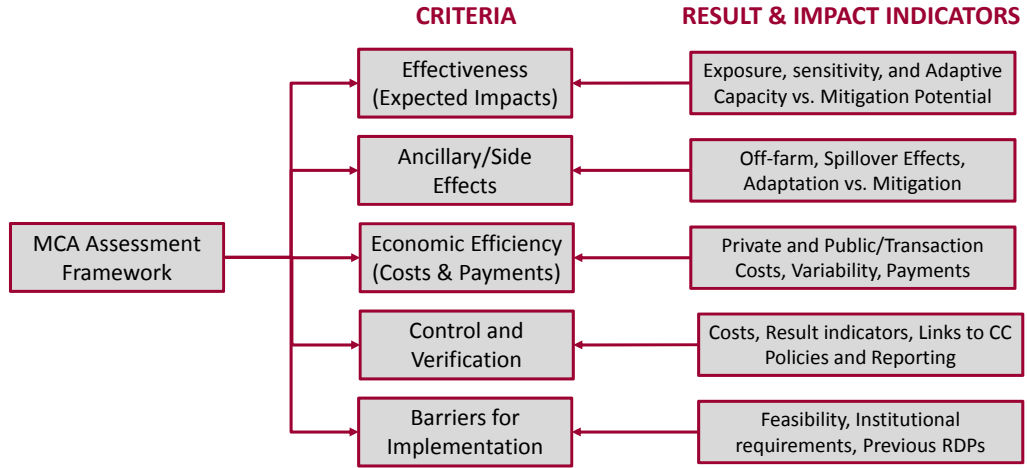 CRITERIA
RESULT & IMPACT INDICATORS
Effectiveness
(Expected Impacts)
Exposure, sensitivity, and Adaptive
Capacity vs. Mitigation Potential
Ancillary/Side
Effects
Off-farm, Spillover Effects,
Adaptation vs. Mitigation
MCA Assessment
Framework
Economic Efficiency
(Costs & Payments)
Private and Public/Transaction
Costs, Variability, Payments
Control and
Verification
Costs, Result indicators, Links to CC
Policies and Reporting
Barriers for
Implementation
Feasibility, Institutional
requirements, Previous RDPs